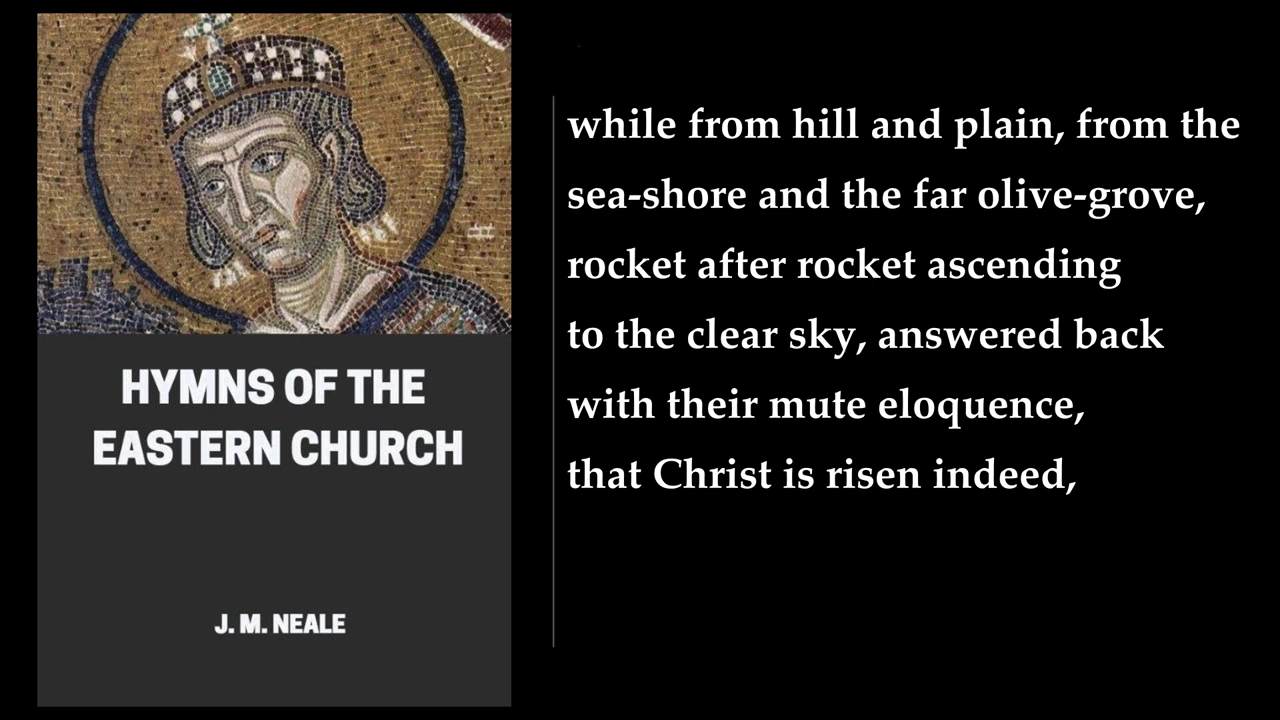 HYMNS OF THE
EASTERN CHURCH
J. M. NEALE
while from hill and plain, from the
sea-shore and the far olive-grove,
rocket after rocket ascending
to the clear sky, answered back
with their mute eloquence,
that Christ is risen indeed,